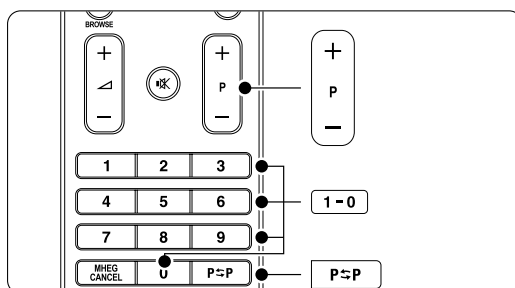 BROWSE
+ +
P
− −
+
P
−
1 2 3
4 5 6
1 - 0
7 8 9
MHEG CANCEL 0 P⇆P
P⇆P